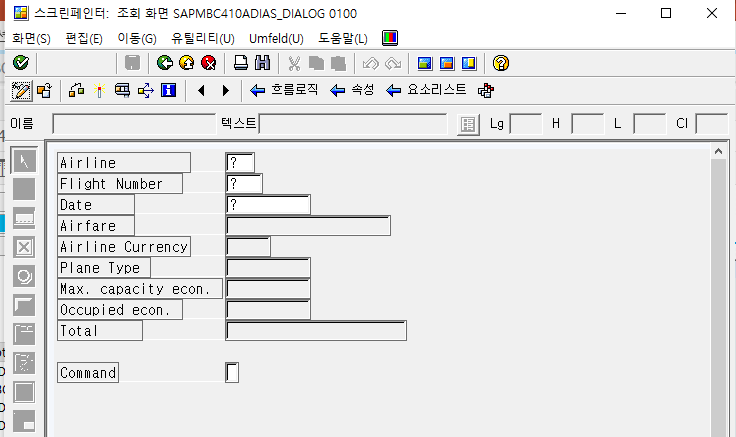 스크린페인터: 조회 화면 SAPMBC410ADIAS_DIALOG 0100
화면(S) 편집(E) 이동(G) 유틸리티(U) Umfeld(U) 도움말(L)
흐름로직 속성 요소리스트
이름 텍스트 Lg H L Cl
Airline ?
Flight Number ?
Date ?
Airfare
Airline Currency
Plane Type
Max. capacity econ.
Occupied econ.
Total
Command